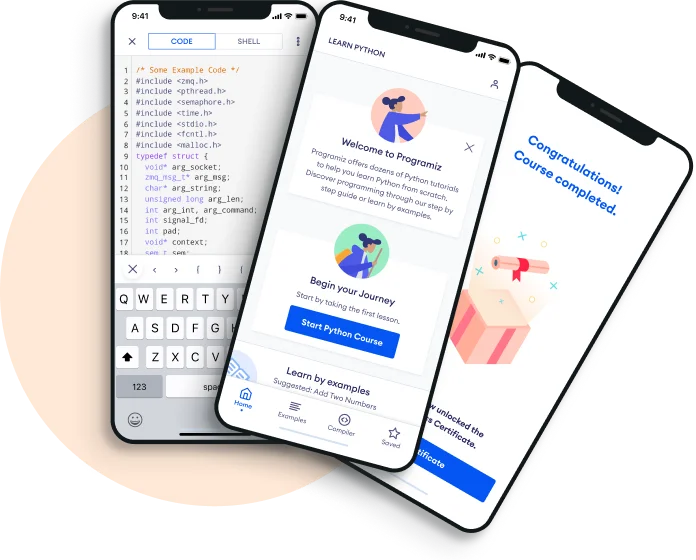 9:41
CODE
SHELL
1 /* Some Example Code */
2 #include <zmq.h>
3 #include <pthread.h>
4 #include <semaphore.h>
5 #include <time.h>
6 #include <stdio.h>
7 #include <fcntl.h>
8 #include <malloc.h>
9 typedef struct {
10 void* arg_socket;
11 zmq_msg_t* arg_msg;
12 char* arg_string;
13 unsigned long arg_len;
14 int arg_int, arg_command;
15 int signal_fd;
16 int pad;
17 void* context;
18 sem_t sem;
< > { } (
Q W E R T Y
A S D F G H
Z X C V
123
9:41
LEARN PYTHON
Welcome to Programiz
Programiz offers dozens of Python tutorials
to help you learn Python from scratch.
Discover programming through our step by
step guide or learn by examples.
Begin your Journey
Start by taking the first lesson.
Start Python Course
Learn by examples
Suggested: Add Two Numbers
Home
Examples
Compiler
Saved
Congratulations!
Course completed.
unlocked the
Certificate.